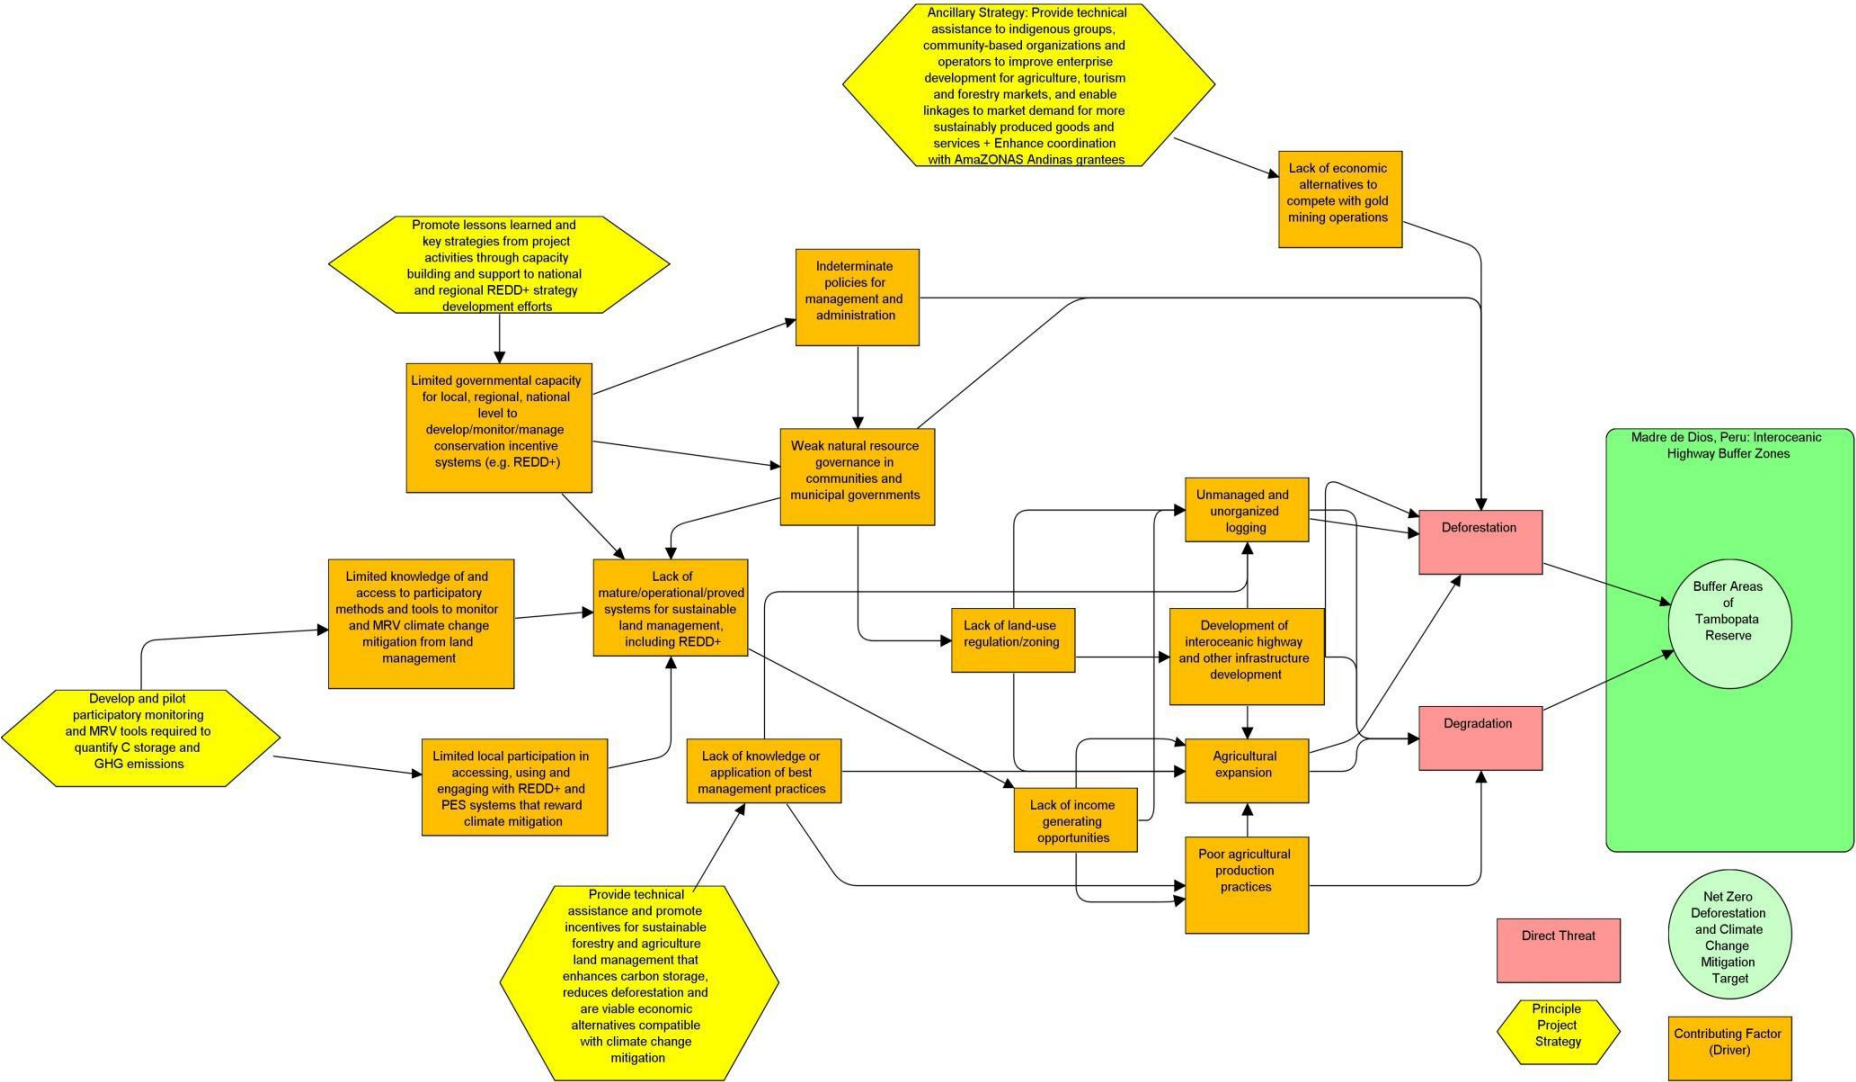 Ancillary Strategy: Provide technical
assistance to indigenous groups,
community-based organizations and
operators to improve enterprise
development for agriculture, tourism
and forestry markets, and enable
linkages to market demand for more
sustainably produced goods and
services + Enhance coordination
with AmaZONAS Andinas grantees
Lack of economic
alternatives to
compete with gold
mining operations
Promote lessons learned and
key strategies from project
activities through capacity
building and support to national
and regional REDD+ strategy
development efforts
Indeterminate
policies for
management and
administration
Limited governmental capacity
for local, regional, national
level to
develop/monitor/manage
conservation incentive
systems (e.g. REDD+)
Weak natural resource
governance in
communities and
municipal governments
Madre de Dios, Peru: Interoceanic
Highway Buffer Zones
Unmanaged and
unorganized
logging
Deforestation
Limited knowledge of and
access to participatory
methods and tools to monitor
and MRV climate change
mitigation from land
management
Lack of
mature/operational/proved
systems for sustainable
land management,
including REDD+
Buffer Areas
of
Tambopata
Reserve
Lack of land-use
regulation/zoning
Development of
interoceanic highway
and other infrastructure
development
Develop and pilot
participatory monitoring
and MRV tools required to
quantify C storage and
GHG emissions
Degradation
Limited local participation in
accessing, using and
engaging with REDD+ and
PES systems that reward
climate mitigation
Lack of knowledge or
application of best
management practices
Agricultural
expansion
Lack of income
generating
opportunities
Poor agricultural
production
practices
Provide technical
assistance and promote
incentives for sustainable
forestry and agriculture
land management that
enhances carbon storage,
reduces deforestation and
are viable economic
alternatives compatible
with climate change
mitigation
Direct Threat
Net Zero
Deforestation
and Climate
Change
Mitigation
Target
Principle
Project
Strategy
Contributing Factor
(Driver)